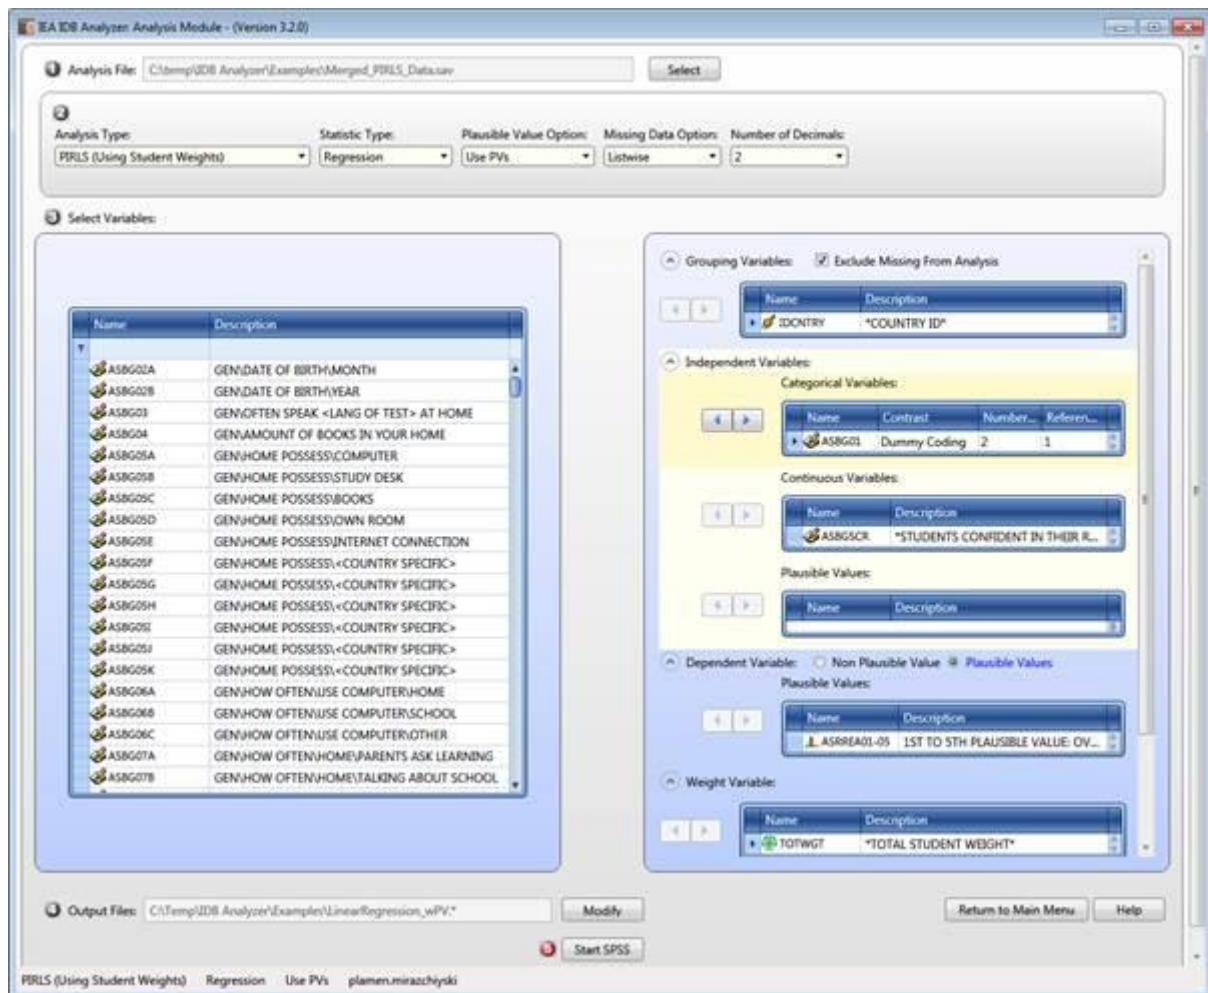 IEA IDB Analyzer: Analysis Module - (Version 3.2.0)
1 Analysis File: C:\temp\IDB Analyzer\Examples\Merged_PIRLS_Data.sav Select
2
Analysis Type: Statistic Type: Plausible Value Option: Missing Data Option: Number of Decimals:
PIRLS (Using Student Weights) Regression Use PVs Listwise 2
3 Select Variables:
Name Description
ASBG02A GEN\DATE OF BIRTH\MONTH
ASBG02B GEN\DATE OF BIRTH\YEAR
ASBG03 GEN\OFTEN SPEAK <LANG OF TEST> AT HOME
ASBG04 GEN\AMOUNT OF BOOKS IN YOUR HOME
ASBG05A GEN\HOME POSSESS\COMPUTER
ASBG05B GEN\HOME POSSESS\STUDY DESK
ASBG05C GEN\HOME POSSESS\BOOKS
ASBG05D GEN\HOME POSSESS\OWN ROOM
ASBG05E GEN\HOME POSSESS\INTERNET CONNECTION
ASBG05F GEN\HOME POSSESS\<COUNTRY SPECIFIC>
ASBG05G GEN\HOME POSSESS\<COUNTRY SPECIFIC>
ASBG05H GEN\HOME POSSESS\<COUNTRY SPECIFIC>
ASBG05I GEN\HOME POSSESS\<COUNTRY SPECIFIC>
ASBG05J GEN\HOME POSSESS\<COUNTRY SPECIFIC>
ASBG05K GEN\HOME POSSESS\<COUNTRY SPECIFIC>
ASBG06A GEN\HOW OFTEN\USE COMPUTER\HOME
ASBG06B GEN\HOW OFTEN\USE COMPUTER\SCHOOL
ASBG06C GEN\HOW OFTEN\USE COMPUTER\OTHER
ASBG07A GEN\HOW OFTEN\HOME\PARENTS ASK LEARNING
ASBG07B GEN\HOW OFTEN\HOME\TALKING ABOUT SCHOOL
Grouping Variables: Exclude Missing From Analysis
Name Description
IDCNTRY *COUNTRY ID*
Independent Variables:
Categorical Variables:
Name Contrast Number... Referen...
ASBG01 Dummy Coding 2 1
Continuous Variables:
Name Description
ASBGSCR *STUDENTS CONFIDENT IN THEIR R...
Plausible Values:
Name Description
Dependent Variable: Non Plausible Value Plausible Values
Plausible Values:
Name Description
ASRREA01-05 1ST TO 5TH PLAUSIBLE VALUE: OV...
Weight Variable:
Name Description
TOTWGT *TOTAL STUDENT WEIGHT*
4 Output Files: C:\Temp\IDB Analyzer\Examples\LinearRegression_wPV.* Modify Return to Main Menu Help
5 Start SPSS
PIRLS (Using Student Weights) Regression Use PVs plamen.mirazchiyski